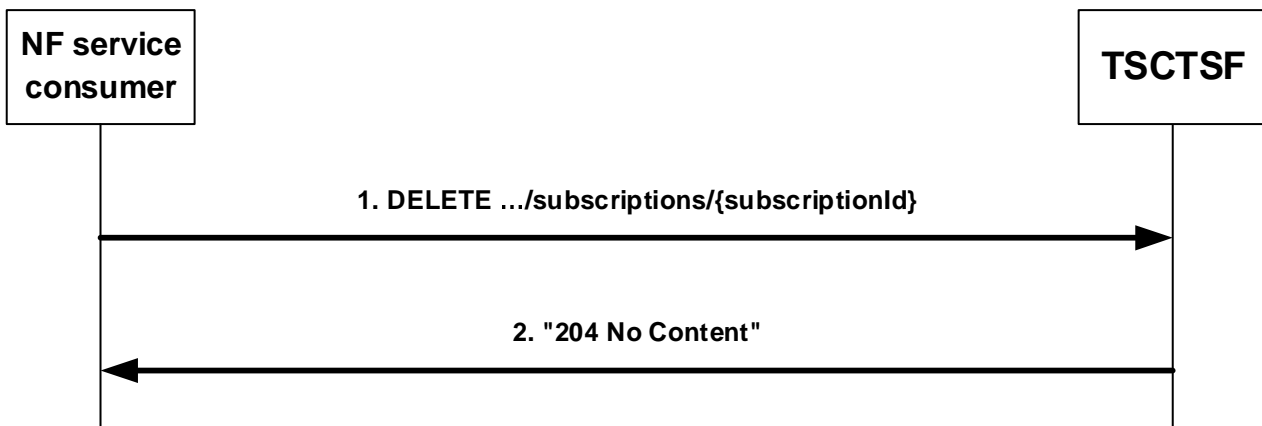 NF service
consumer
TSCTSF
1. DELETE …/subscriptions/{subscriptionId}
2. "204 No Content"